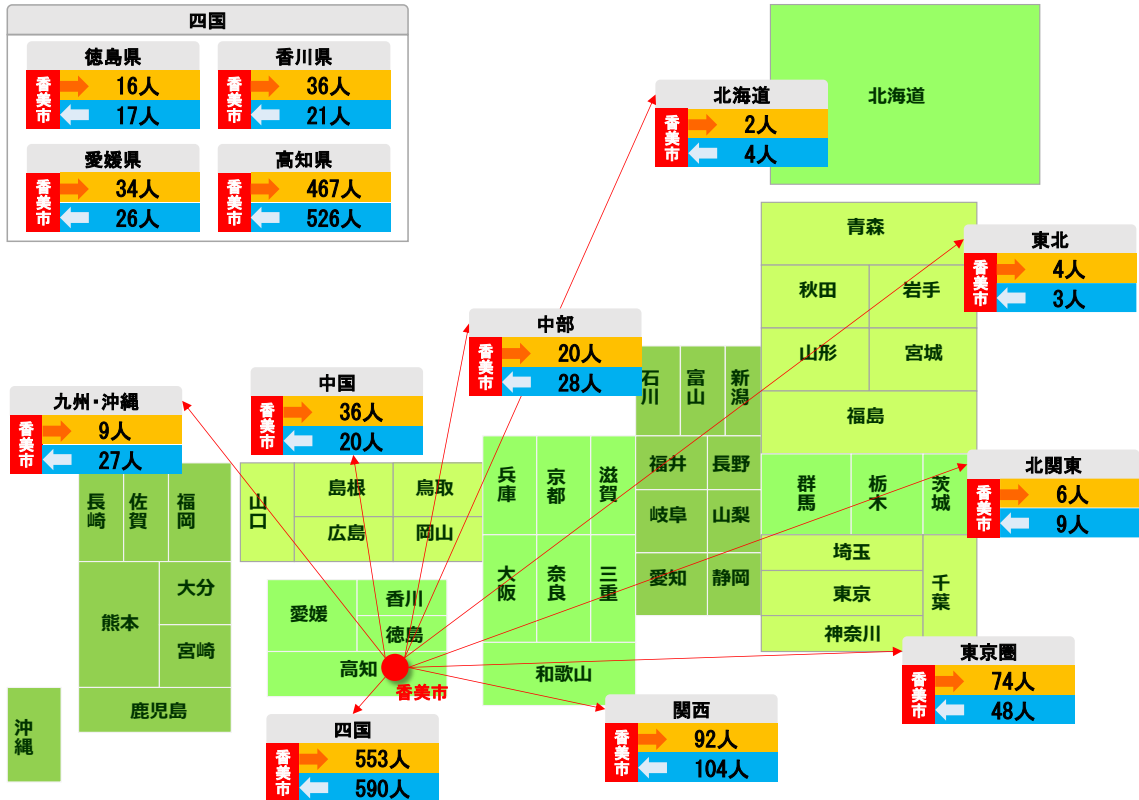 四国
徳島県
香美市
16人
17人
香川県
香美市
36人
21人
愛媛県
香美市
34人
26人
高知県
香美市
467人
526人
北海道
香美市
2人
4人
北海道
青森
秋田
岩手
山形
宮城
福島
東北
香美市
4人
3人
中部
香美市
20人
28人
石川
富山
新潟
福井
長野
岐阜
山梨
愛知
静岡
中国
香美市
36人
20人
九州・沖縄
香美市
9人
27人
長崎
佐賀
福岡
大分
熊本
宮崎
鹿児島
沖縄
山口
島根
鳥取
広島
岡山
兵庫
京都
滋賀
大阪
奈良
三重
和歌山
群馬
栃木
茨城
埼玉
東京
千葉
神奈川
北関東
香美市
6人
9人
愛媛
香川
徳島
高知
香美市
東京圏
香美市
74人
48人
関西
香美市
92人
104人
四国
香美市
553人
590人